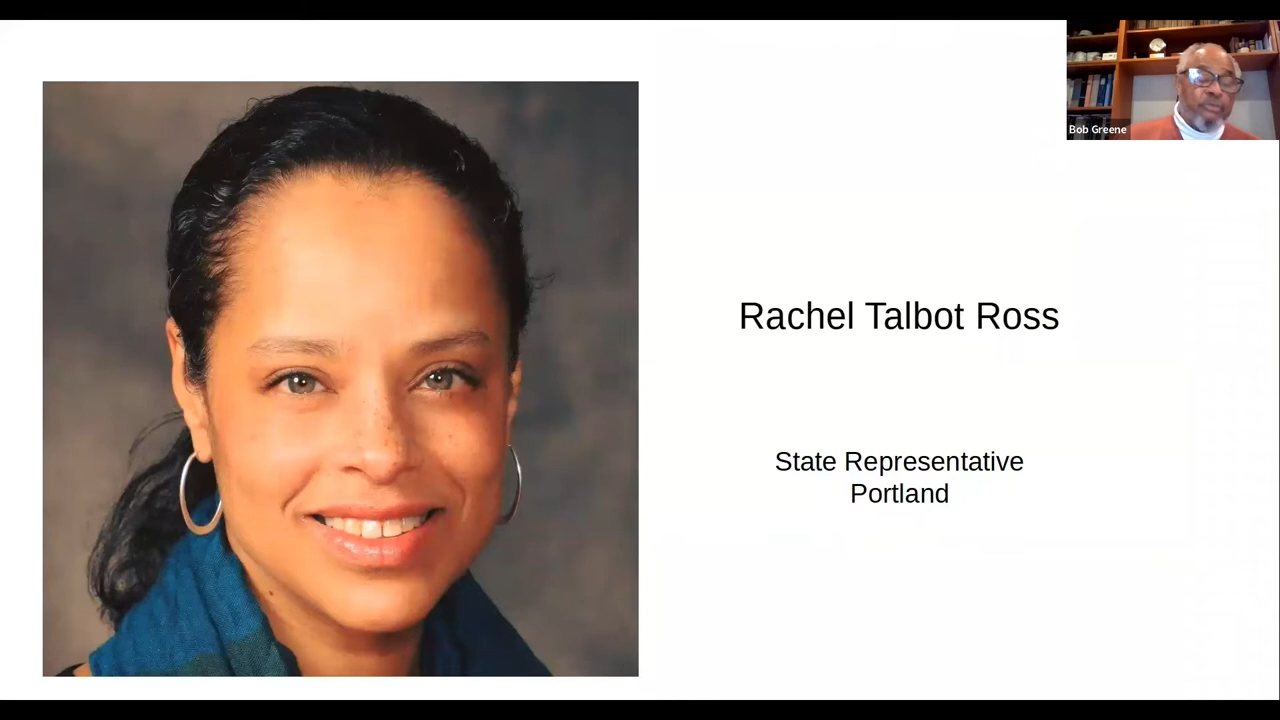 Bob Greene
Rachel Talbot Ross
State Representative
Portland